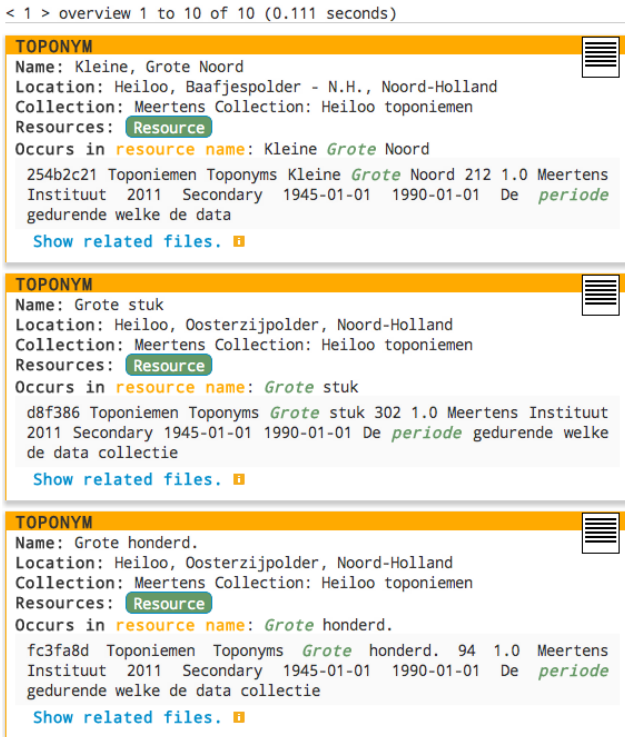 < 1 > overview 1 to 10 of 10 (0.111 seconds)
TOPONYM
Name: Kleine, Grote Noord
Location: Heiloo, Baafjespolder - N.H., Noord-Holland
Collection: Meertens Collection: Heiloo toponiemen
Resources: Resource
Occurs in resource name: Kleine Grote Noord
254b2c21 Toponiemen Toponyms Kleine Grote Noord 212 1.0 Meertens
Instituut 2011 Secondary 1945-01-01 1990-01-01 De periode
gedurende welke de data
Show related files. i
TOPONYM
Name: Grote stuk
Location: Heiloo, Oosterzijpolder, Noord-Holland
Collection: Meertens Collection: Heiloo toponiemen
Resources: Resource
Occurs in resource name: Grote stuk
d8f386 Toponiemen Toponyms Grote stuk 302 1.0 Meertens Instituut
2011 Secondary 1945-01-01 1990-01-01 De periode gedurende welke
de data collectie
Show related files. i
TOPONYM
Name: Grote honderd.
Location: Heiloo, Oosterzijpolder, Noord-Holland
Collection: Meertens Collection: Heiloo toponiemen
Resources: Resource
Occurs in resource name: Grote honderd.
fc3fa8d Toponiemen Toponyms Grote honderd. 94 1.0 Meertens
Instituut 2011 Secondary 1945-01-01 1990-01-01 De periode
gedurende welke de data collectie
Show related files. i